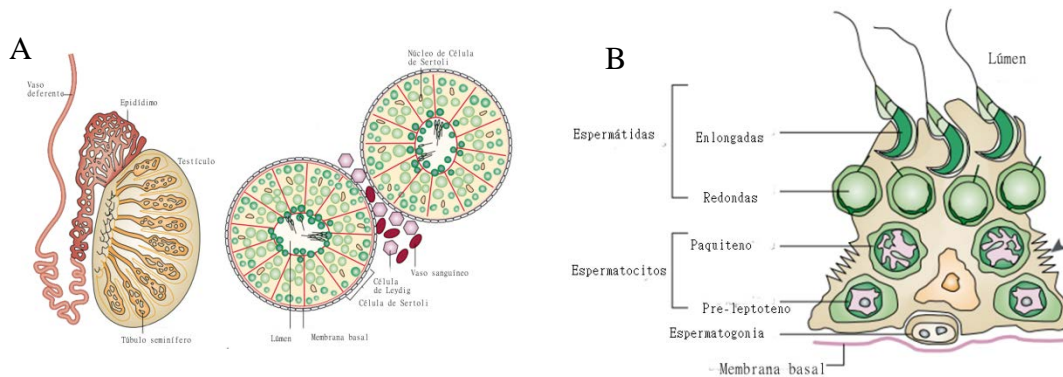 A
Vaso
deferento
Epidídimo
Testículo
Túbulo seminífero
Núcleo de Célula
de Sertoli
Vaso sanguíneo
Célula
de Leydig
Célula de Sertoli
Lúmen
Membrana basal
B
Lúmen
Espermátidas
Enlongadas
Redondas
Espermatocitos
Paquiteno
Pre-leptoteno
Espermatogonia
Membrana basal